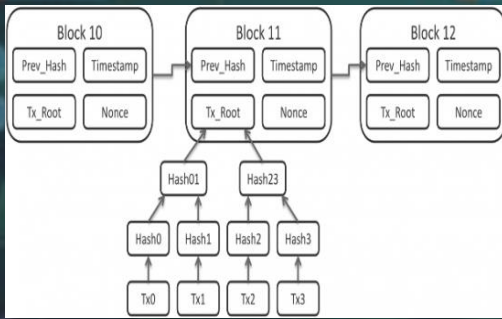 Block 10 Block 11 Block 12
Prev_Hash Timestamp Prev_Hash Timestamp Prev_Hash Timestamp
Tx_Root Nonce Tx_Root Nonce Tx_Root Nonce
Hash01 Hash23
Hash0 Hash1 Hash2 Hash3
Tx0 Tx1 Tx2 Tx3